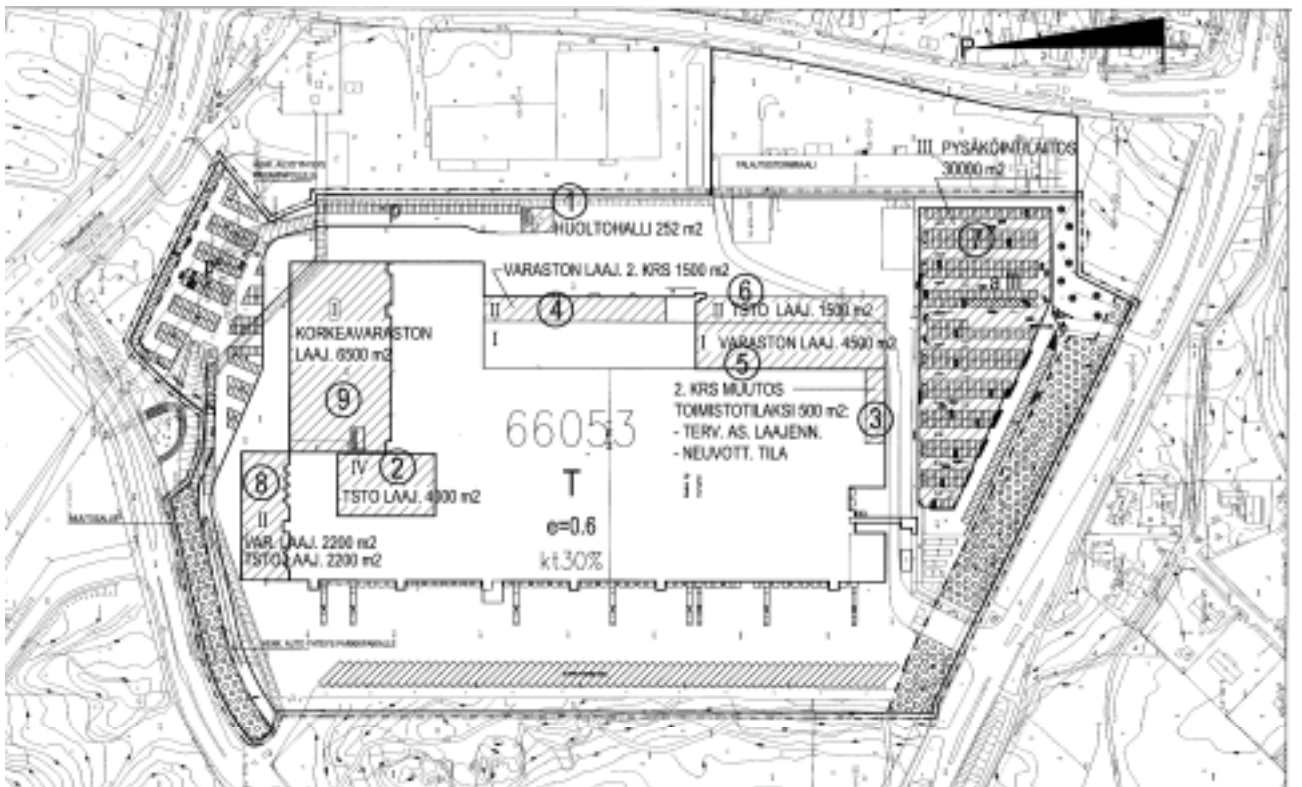 P
III PYSÄKÖINTILAITOS
30000 m2
PALAUTUSTERMINAALI
1
HUOLTOHALLI 252 m2
P
7
VARASTON LAAJ. 2. KRS 1500 m2
6
II
4
II TSTO LAAJ. 1500 m2
I
KORKEAVARASTON
LAAJ. 6500 m2
I
I VARASTON LAAJ. 4500 m2
5
9
2. KRS MUUTOS
TOIMISTOTILAKSI 500 m2:
- TERV. AS. LAAJENN.
- NEUVOTT. TILA
3
66053
IV
2
8
T
TSTO LAAJ. 4000 m2
II
e=0.6
VAR. LAAJ. 2200 m2
TSTO LAAJ. 2200 m2
kt30%